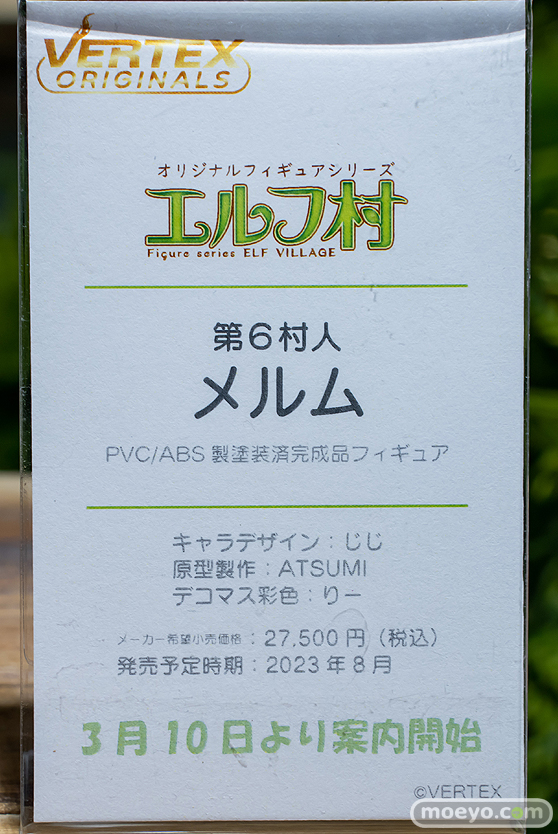 VERTEX
ORIGINALS
オリジナルフィギュアシリーズ
エルフ村
Figure series ELF VILLAGE
第6村人
メルム
PVC/ABS 製塗装済完成品フィギュア
キャラデザイン：じじ
原型製作：ATSUMI
デコマス彩色：りー
メーカー希望小売価格：27,500円（税込）
発売予定時期：2023年8月
3月10日より案内開始
©VERTEX
moeyo.com